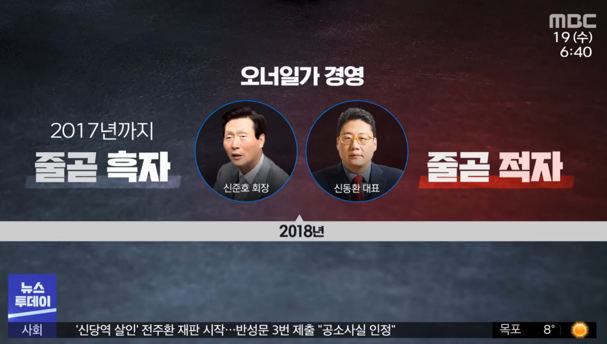 MBC
19(수)
6:40
오너일가 경영
2017년까지
줄곧 흑자
신준호 회장
신동환 대표
줄곧 적자
2018년
뉴스
투데이
사회
'신당역 살인' 전주환 재판 시작…반성문 3번 제출 "공소사실 인정"
목포 8°